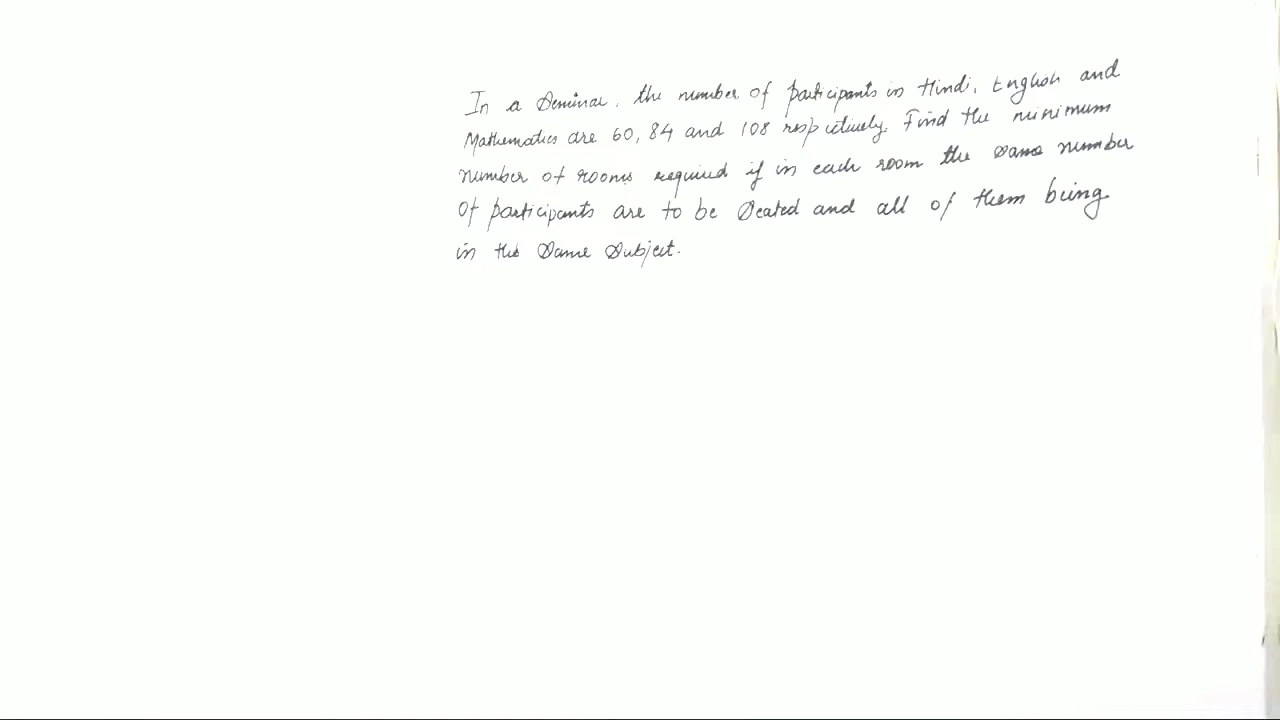 In a Seminar, the number of participants in Hindi, English and
Mathematics are 60, 84 and 108 respectively. Find the minimum
number of rooms required if in each room the same number
of participants are to be seated and all of them being
in the same subject.